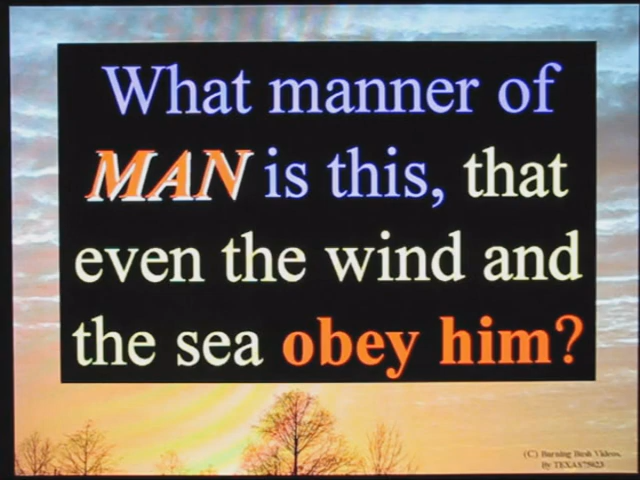 What manner of
MAN is this, that
even the wind and
the sea obey him?
(C) Burning Bush Videos,
By TEXAS75023